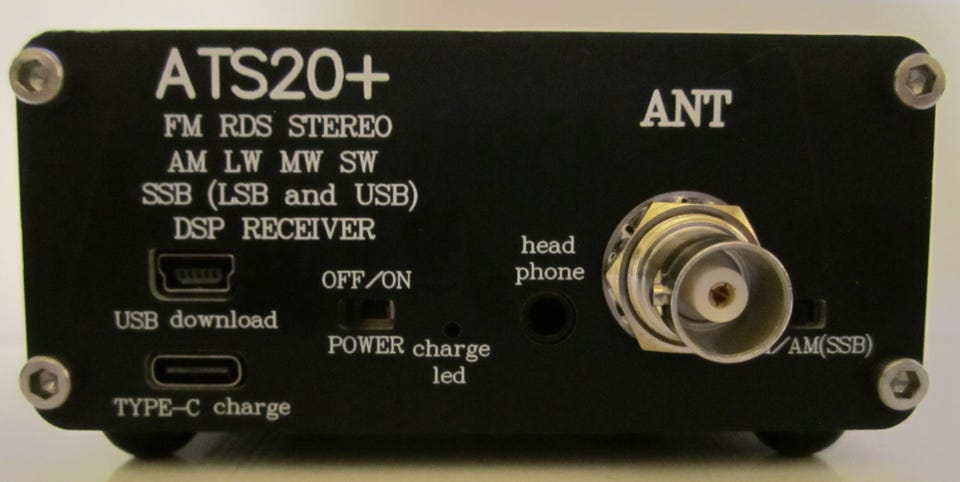 ATS20+
FM RDS STEREO
AM LW MW SW
SSB (LSB and USB)
DSP RECEIVER
USB download
TYPE-C charge
OFF/ON
POWER
charge
led
head
phone
ANT
/AM(SSB)